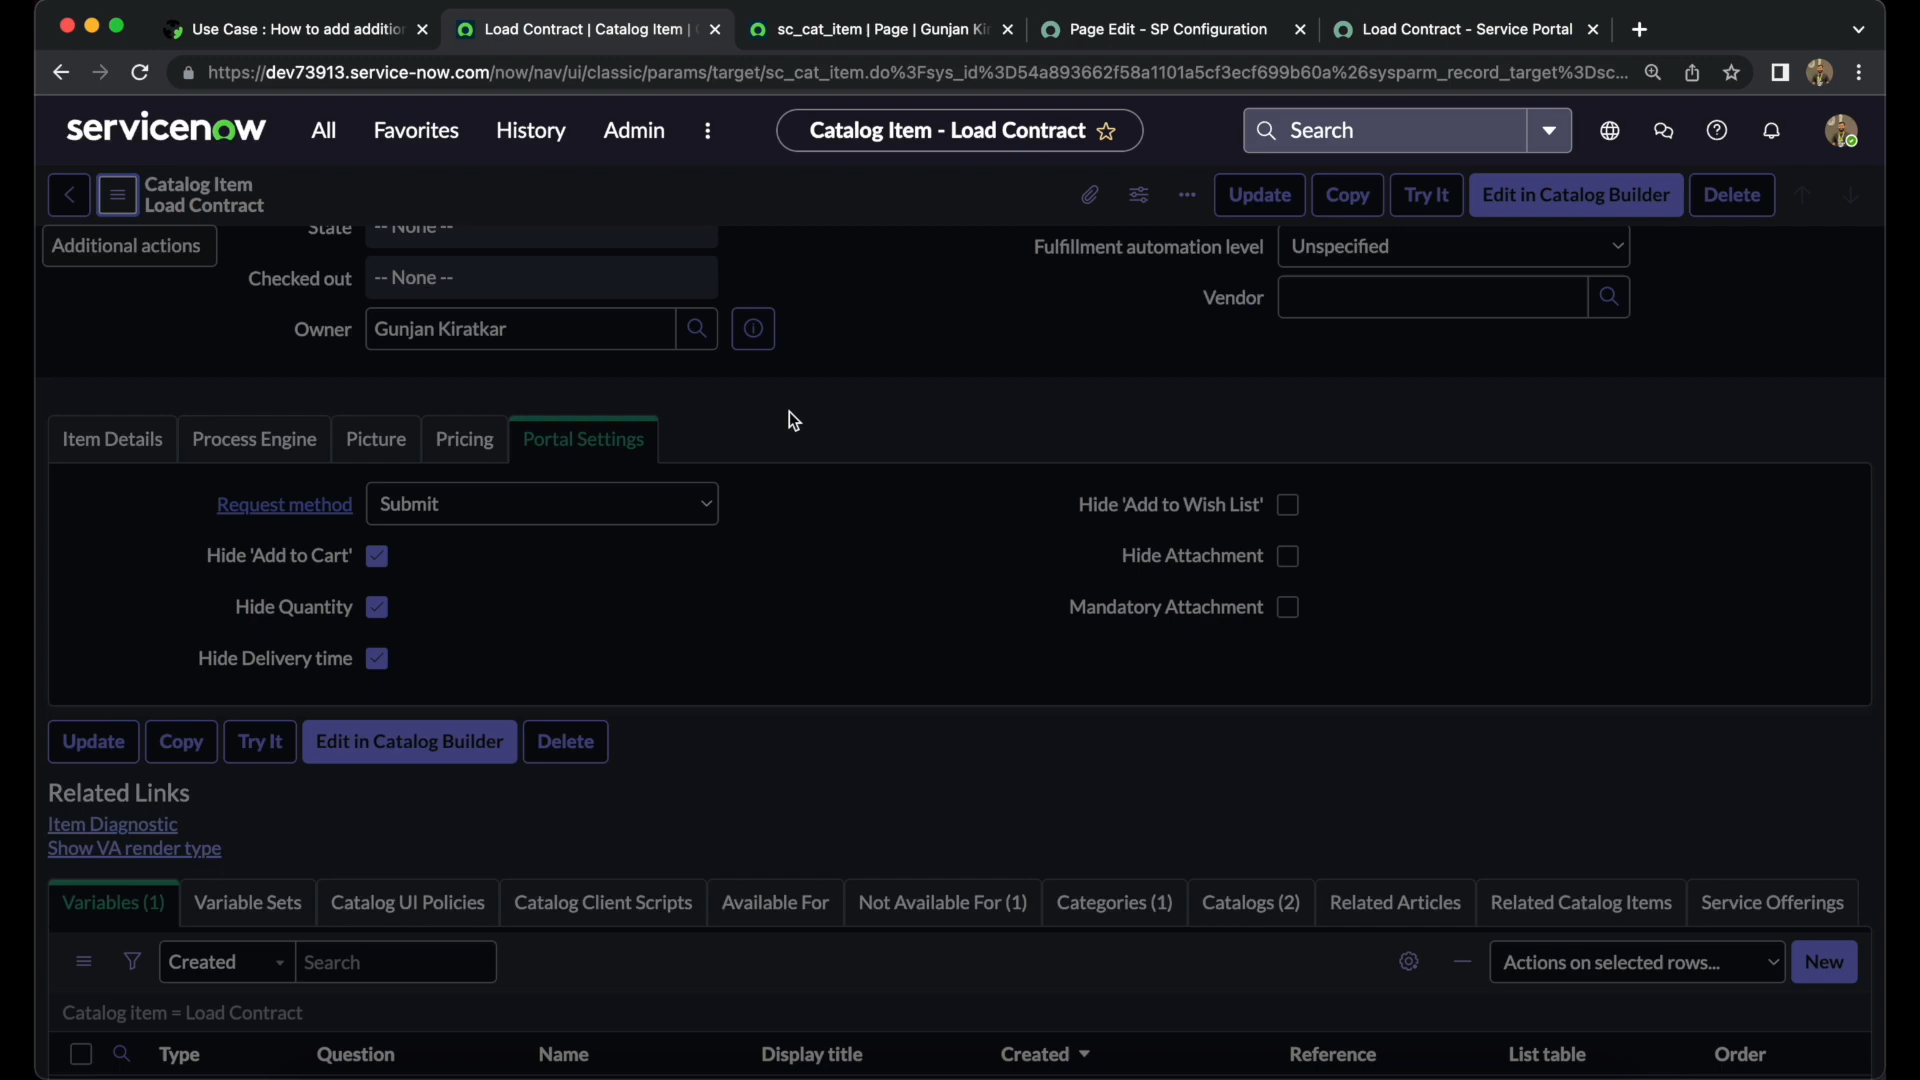 Use Case : How to add additior
Load Contract | Catalog Item |
sc_cat_item | Page | Gunjan Kir
Page Edit - SP Configuration
Load Contract - Service Portal
https://dev73913.service-now.com/now/nav/ui/classic/params/target/sc_cat_item.do%3Fsys_id%3D54a893662f58a1101a5cf3ecf699b60a%26sysparm_record_target%3Dsc...
servicenow
All
Favorites
History
Admin
Catalog Item - Load Contract
Search
Catalog Item
Load Contract
Update
Copy
Try It
Edit in Catalog Builder
Delete
Additional actions
State
-- None --
Fulfillment automation level
Unspecified
Checked out
-- None --
Vendor
Owner
Gunjan Kiratkar
Item Details
Process Engine
Picture
Pricing
Portal Settings
Request method
Submit
Hide 'Add to Wish List'
Hide 'Add to Cart'
Hide Attachment
Hide Quantity
Mandatory Attachment
Hide Delivery time
Update
Copy
Try It
Edit in Catalog Builder
Delete
Related Links
Item Diagnostic
Show VA render type
Variables (1)
Variable Sets
Catalog UI Policies
Catalog Client Scripts
Available For
Not Available For (1)
Categories (1)
Catalogs (2)
Related Articles
Related Catalog Items
Service Offerings
Created
Search
Actions on selected rows...
New
Catalog item = Load Contract
Type
Question
Name
Display title
Created
Reference
List table
Order